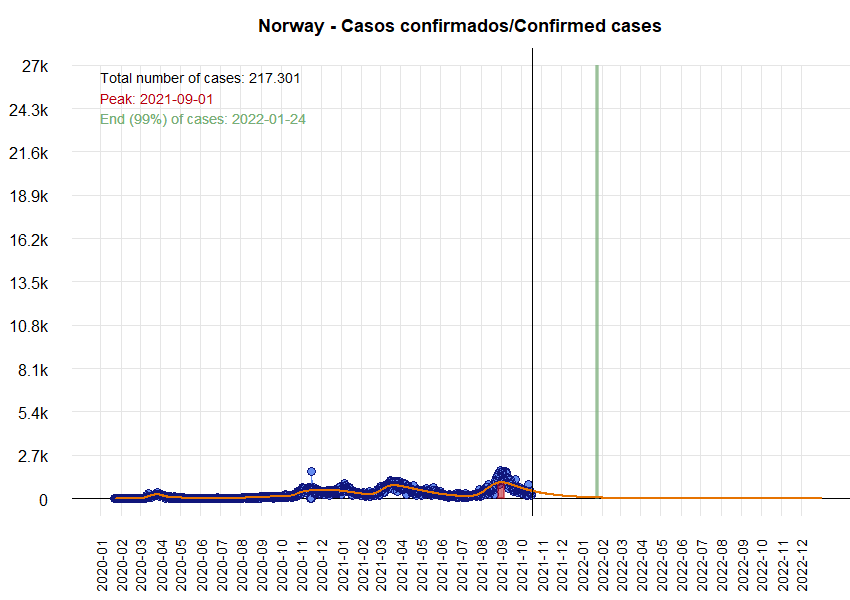 Norway - Casos confirmados/Confirmed cases
27k
24.3k
21.6k
18.9k
16.2k
13.5k
10.8k
8.1k
5.4k
2.7k
0
Total number of cases: 217.301
Peak: 2021-09-01
End (99%) of cases: 2022-01-24
2020-01
2020-02
2020-03
2020-04
2020-05
2020-06
2020-07
2020-08
2020-09
2020-10
2020-11
2020-12
2021-01
2021-02
2021-03
2021-04
2021-05
2021-06
2021-07
2021-08
2021-09
2021-10
2021-11
2021-12
2022-01
2022-02
2022-03
2022-04
2022-05
2022-06
2022-07
2022-08
2022-09
2022-10
2022-11
2022-12